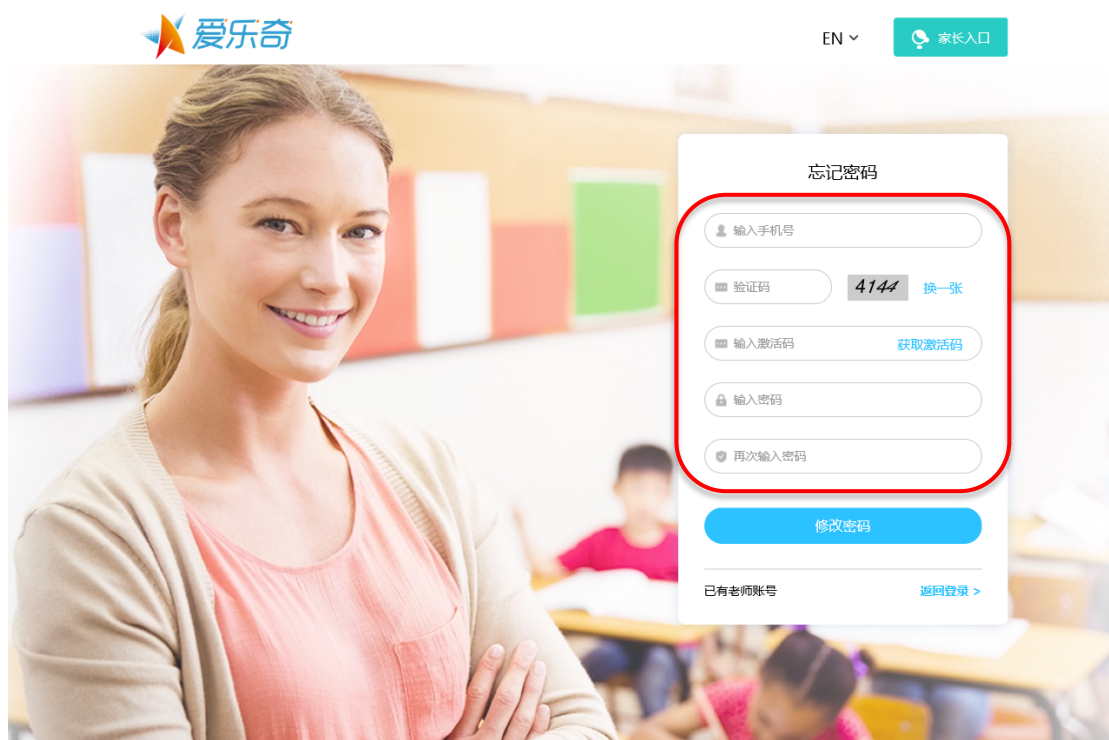 爱乐奇
EN
家长入口
忘记密码
输入手机号
验证码 4144 换一张
输入激活码 获取激活码
输入密码
再次输入密码
修改密码
已有老师账号 返回登录 >